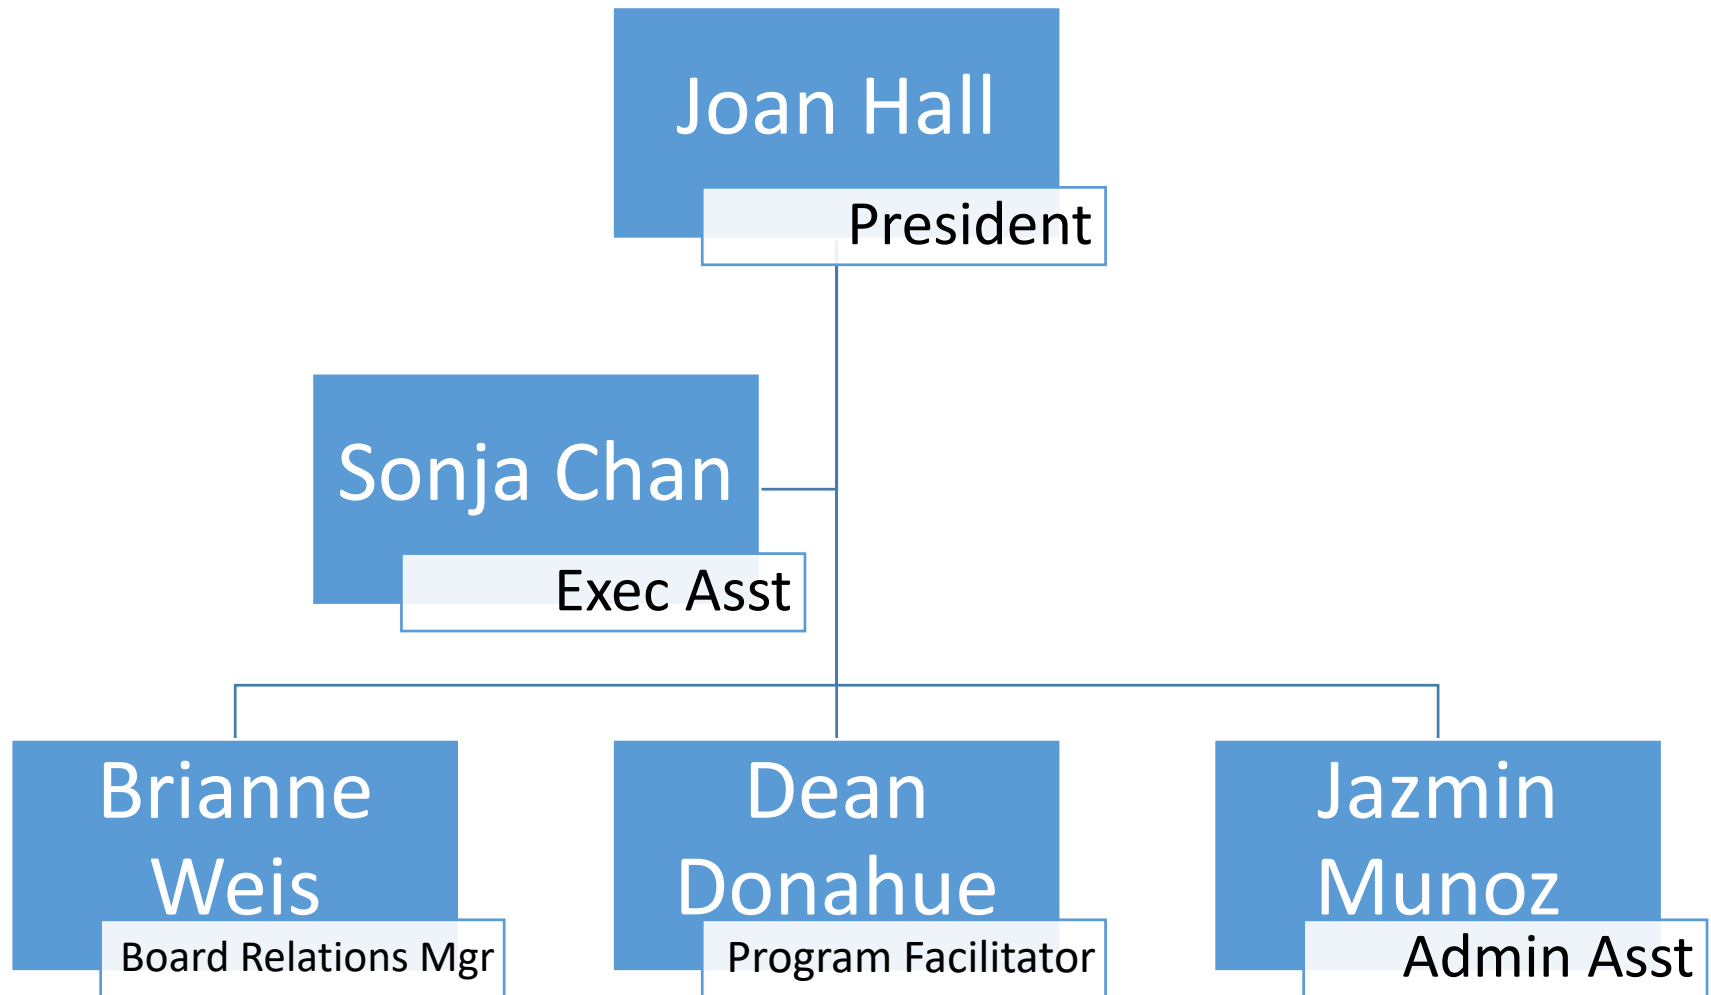 Joan Hall
President
Sonja Chan
Exec Asst
Brianne
Weis
Board Relations Mgr
Dean
Donahue
Program Facilitator
Jazmin
Munoz
Admin Asst